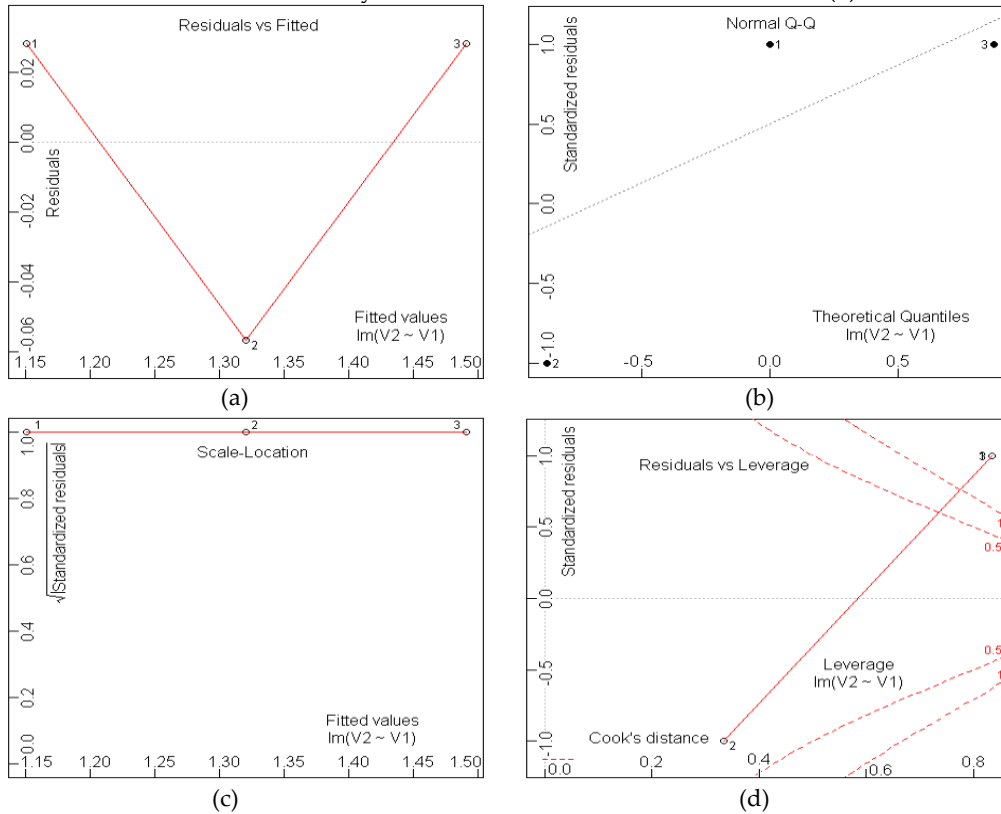 Residuals vs Fitted
1
3
2
Residuals
0.02
0.00
-0.02
-0.04
-0.06
Fitted values
lm(V2 ~ V1)
1.15 1.20 1.25 1.30 1.35 1.40 1.45 1.50
(a)
Normal Q-Q
1
3
2
Standardized residuals
1.0
0.5
0.0
-0.5
-1.0
Theoretical Quantiles
lm(V2 ~ V1)
-0.5 0.0 0.5
(b)
1
2
3
Scale-Location
√|Standardized residuals|
1.0
0.8
0.6
0.4
0.2
0.0
Fitted values
lm(V2 ~ V1)
1.15 1.20 1.25 1.30 1.35 1.40 1.45 1.50
(c)
Residuals vs Leverage
3
1
0.5
0.5
1
Standardized residuals
1.0
0.5
0.0
-0.5
-1.0
Leverage
lm(V2 ~ V1)
Cook's distance
2
0.0 0.2 0.4 0.6 0.8
(d)